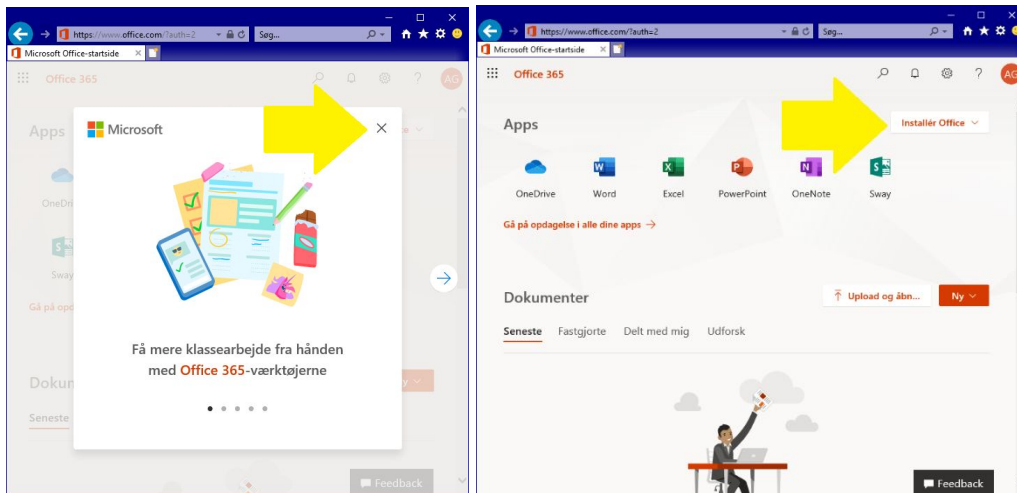 https://www.office.com/?auth=2
Søg...
Microsoft Office-startside
Office 365
AG
Apps
Microsoft
OneDri
Sway
Gå på opd
Få mere klassearbejde fra hånden
med Office 365-værktøjerne
Dokum
Seneste
Feedback
https://www.office.com/?auth=2
Søg...
Microsoft Office-startside
Office 365
AG
Apps
Installér Office
OneDrive
Word
Excel
PowerPoint
OneNote
Sway
Gå på opdagelse i alle dine apps
Dokumenter
Upload og åbn...
Ny
Seneste Fastgjorte Delt med mig Udforsk
Feedback